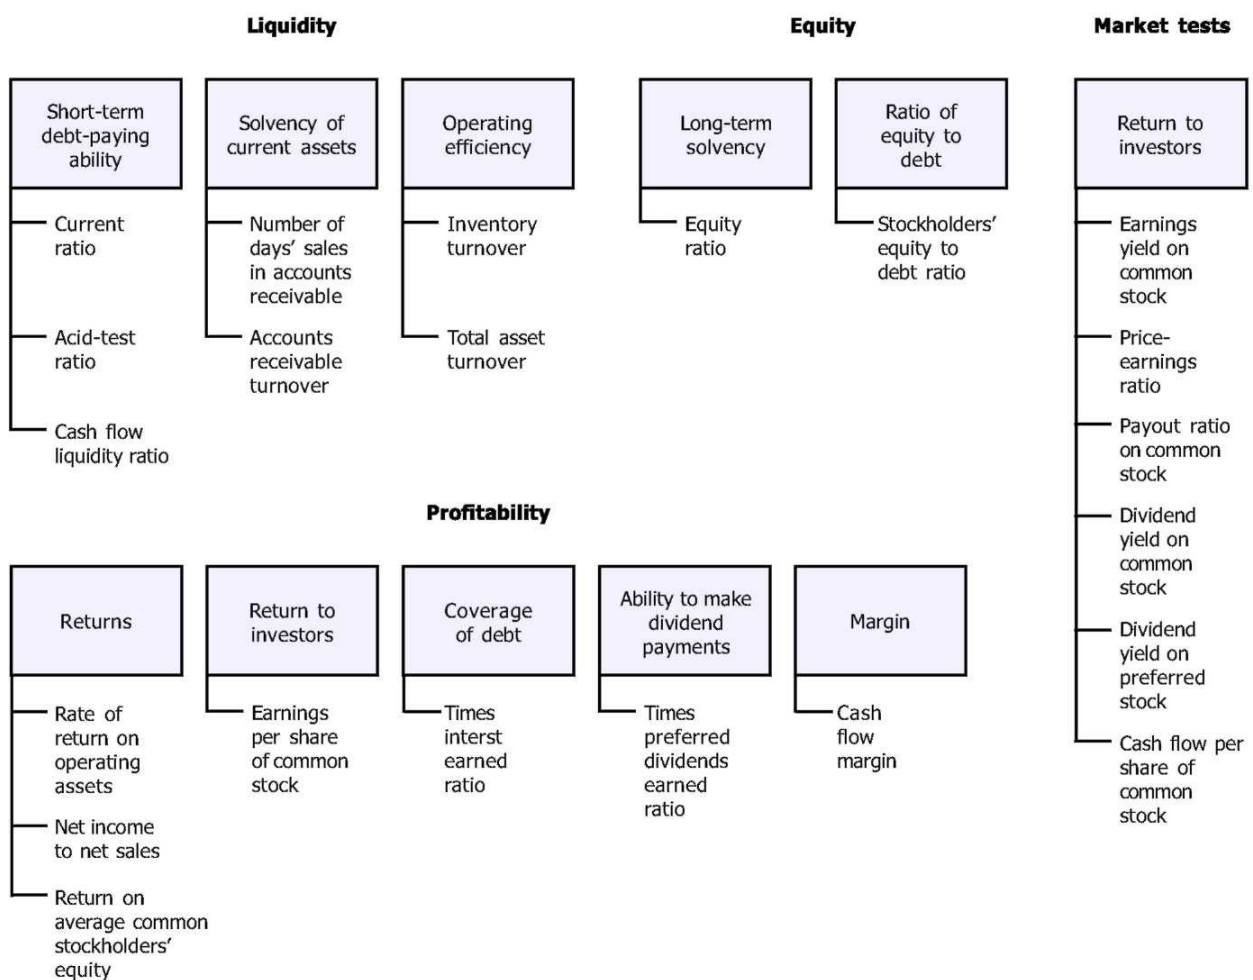 Liquidity
Short-term
debt-paying
ability
Current
ratio
Acid-test
ratio
Cash flow
liquidity ratio
Solvency of
current assets
Number of
days' sales
in accounts
receivable
Accounts
receivable
turnover
Operating
efficiency
Inventory
turnover
Total asset
turnover
Equity
Long-term
solvency
Equity
ratio
Ratio of
equity to
debt
Stockholders'
equity to
debt ratio
Market tests
Return to
investors
Earnings
yield on
common
stock
Price-
earnings
ratio
Payout ratio
on common
stock
Dividend
yield on
common
stock
Dividend
yield on
preferred
stock
Cash flow per
share of
common
stock
Profitability
Returns
Rate of
return on
operating
assets
Net income
to net sales
Return on
average common
stockholders'
equity
Return to
investors
Earnings
per share
of common
stock
Coverage
of debt
Times
interst
earned
ratio
Ability to make
dividend
payments
Times
preferred
dividends
earned
ratio
Margin
Cash
flow
margin